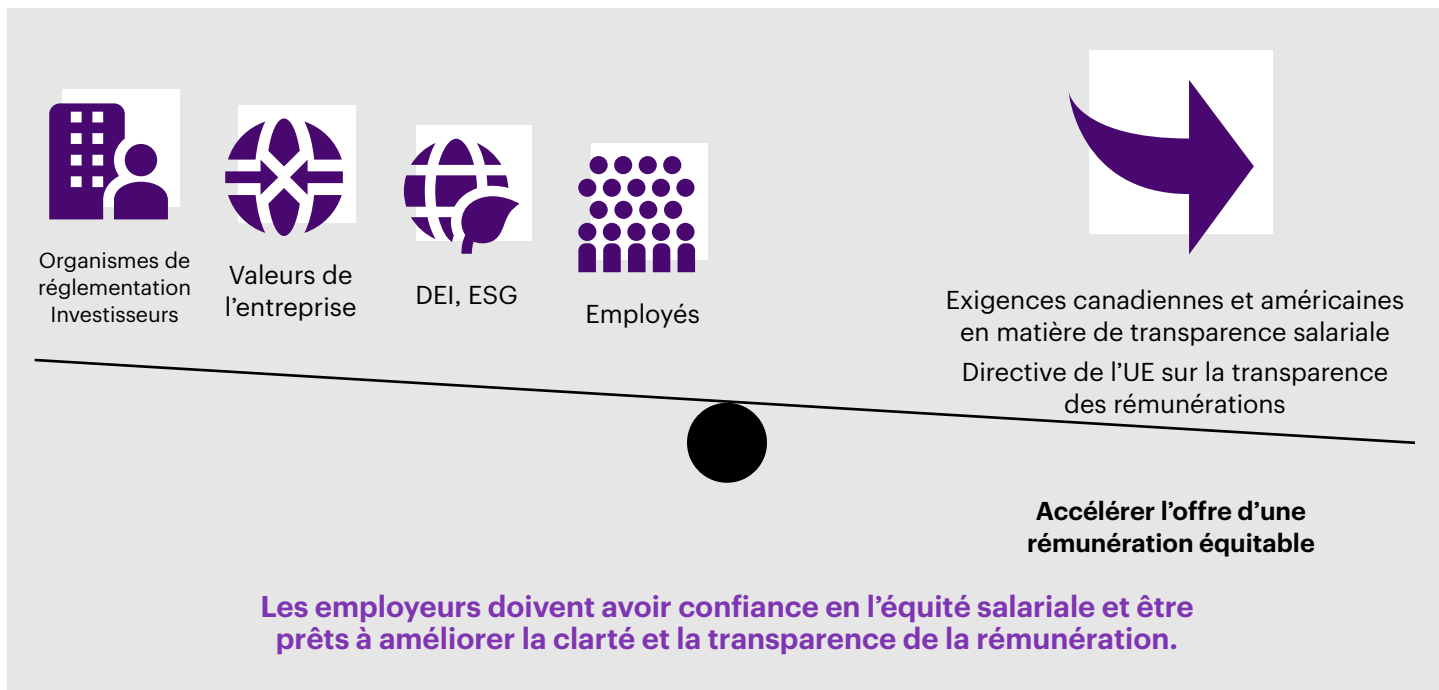 Organismes de
réglementation
Investisseurs
Valeurs de
l’entreprise
DEI, ESG
Employés
Exigences canadiennes et américaines
en matière de transparence salariale
Directive de l’UE sur la transparence
des rémunérations
Accélérer l’offre d’une
rémunération équitable
Les employeurs doivent avoir confiance en l’équité salariale et être
prêts à améliorer la clarté et la transparence de la rémunération.